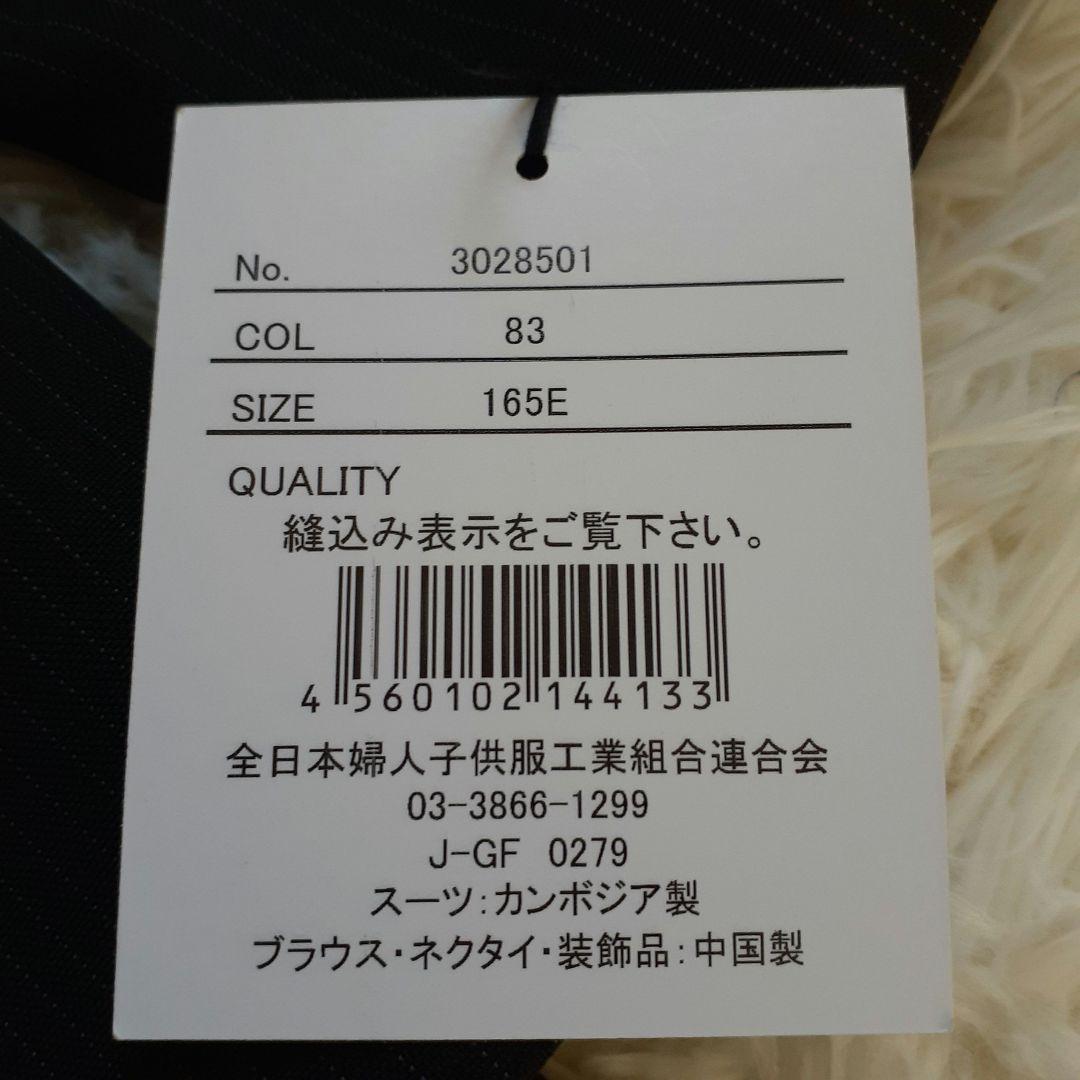 No. 3028501
COL 83
SIZE 165E
QUALITY
縫込み表示をご覧下さい。
4 560102 144133
全日本婦人子供服工業組合連合会
03-3866-1299
J-GF 0279
スーツ:カンボジア製
ブラウス・ネクタイ・装飾品:中国製